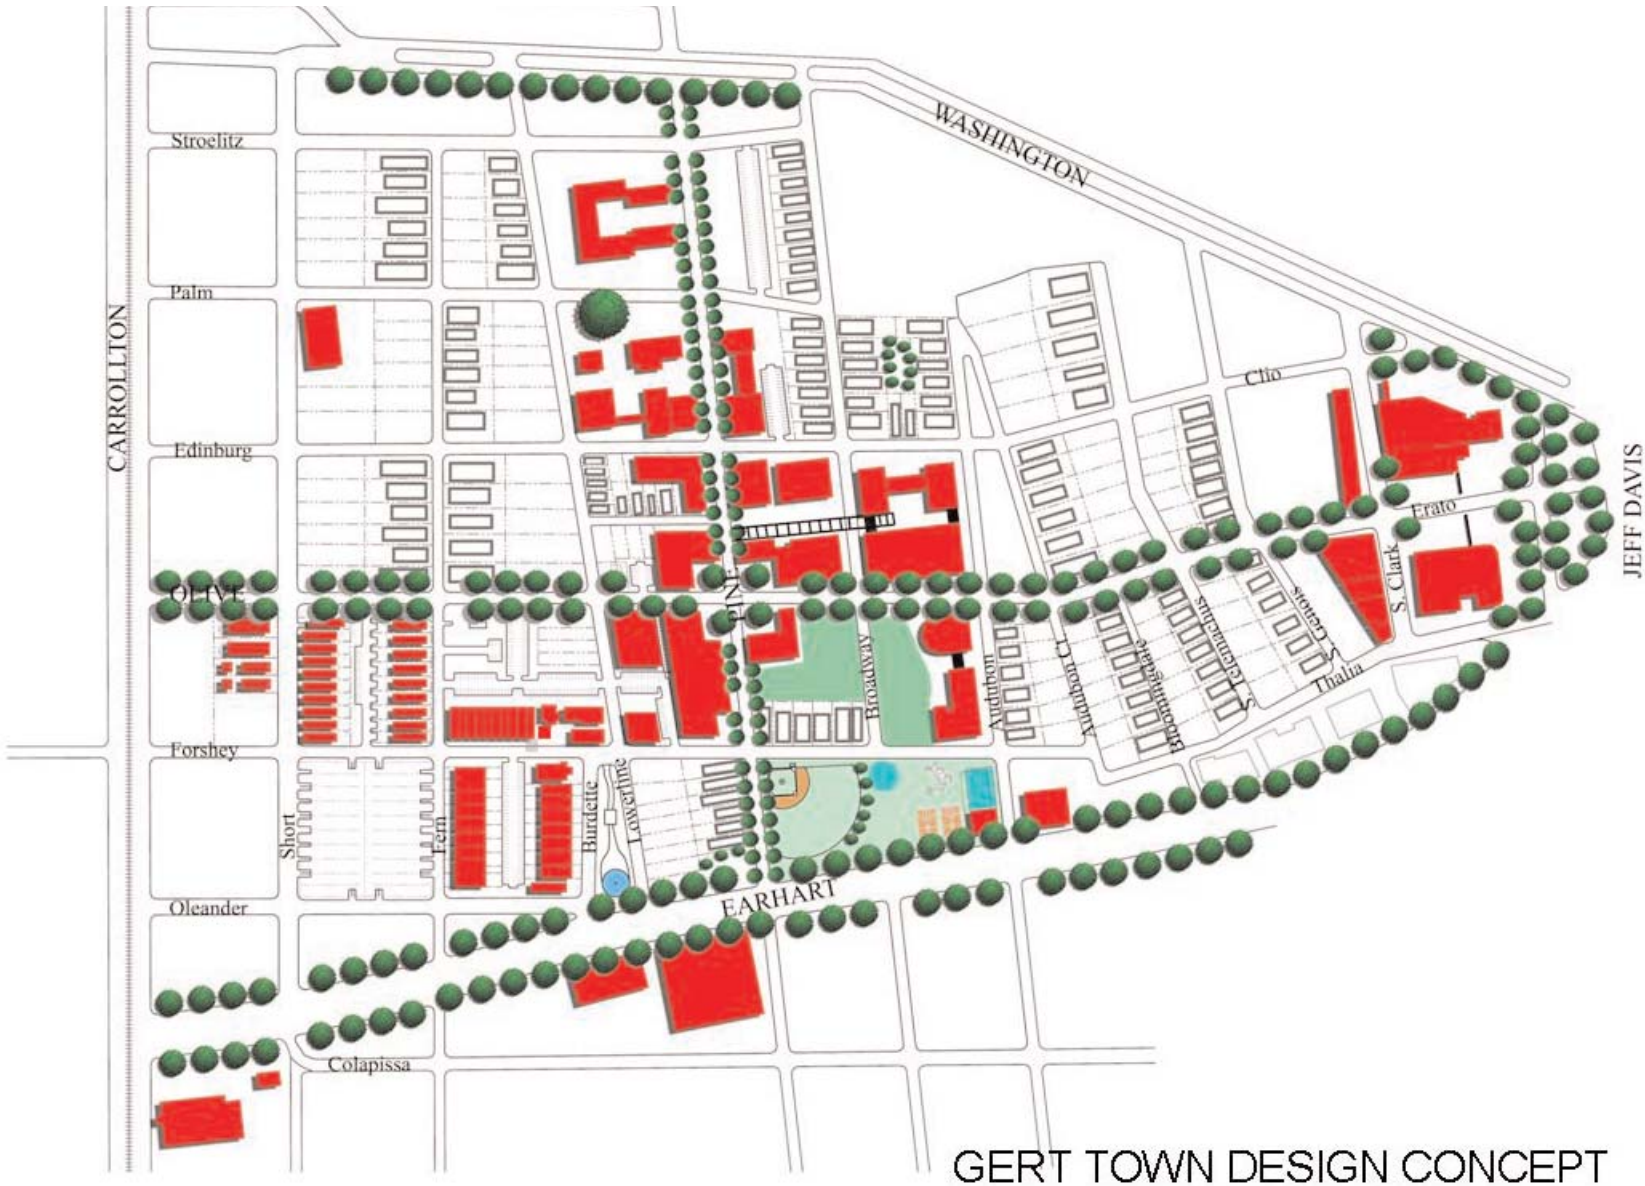 WASHINGTON
Stroelitz
Palm
CARROLLTON
Clio
Edinburg
JEFF DAVIS
Erato
S. Clark
OLIVE
PINE
S. Genois
S. Telemachus
Broadway
Audubon
Audubon Ct
Bloomingdale
Thalia
Forshey
Short
Fern
Burdette
Lowerline
EARHART
Oleander
Colapissa
GERT TOWN DESIGN CONCEPT